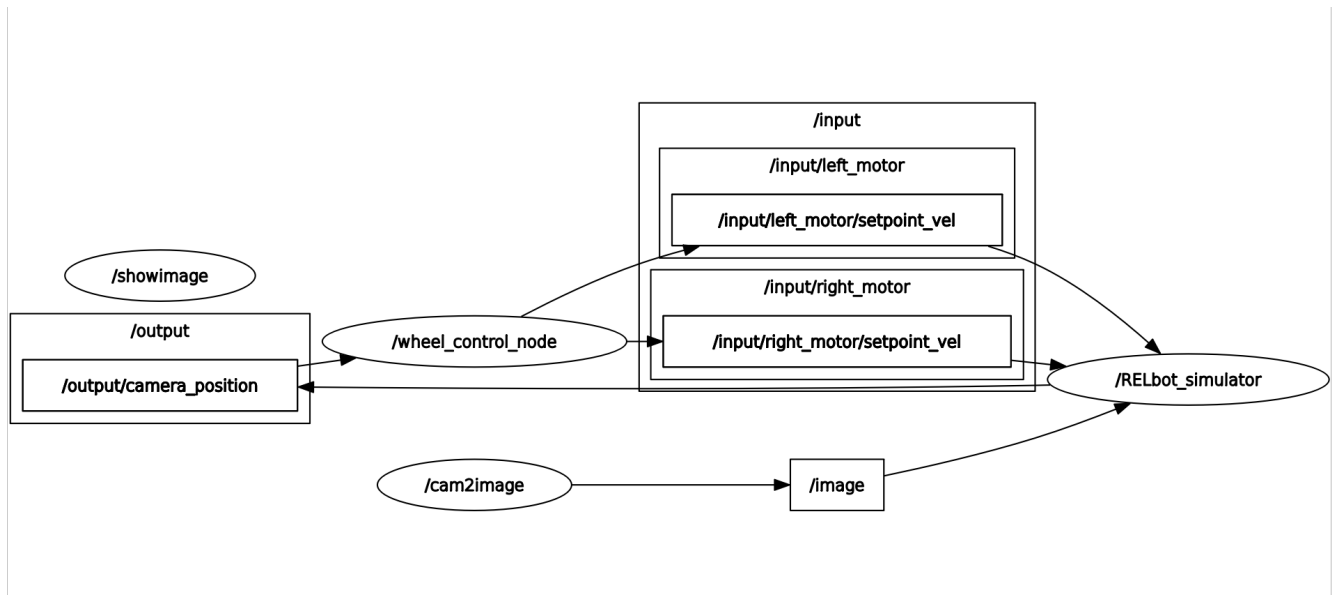 /input
/input/left_motor
/input/left_motor/setpoint_vel
/showimage
/input/right_motor
/output
/wheel_control_node
/input/right_motor/setpoint_vel
/output/camera_position
/RELbot_simulator
/cam2image
/image